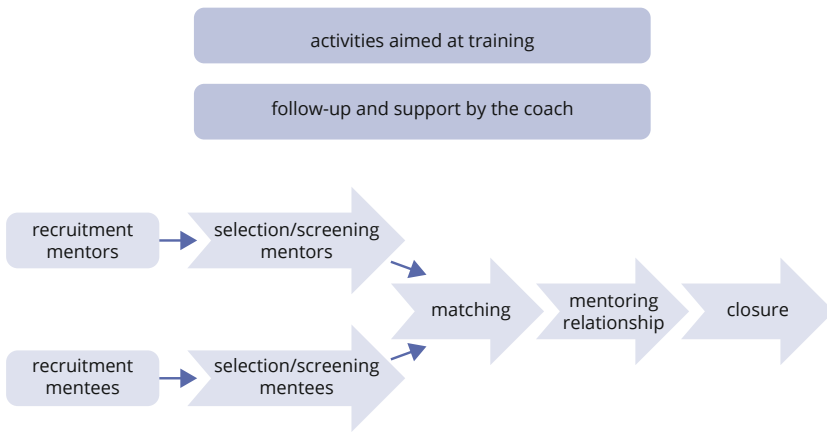 activities aimed at training
follow-up and support by the coach
recruitment
mentors
selection/screening
mentors
recruitment
mentees
selection/screening
mentees
matching
mentoring
relationship
closure